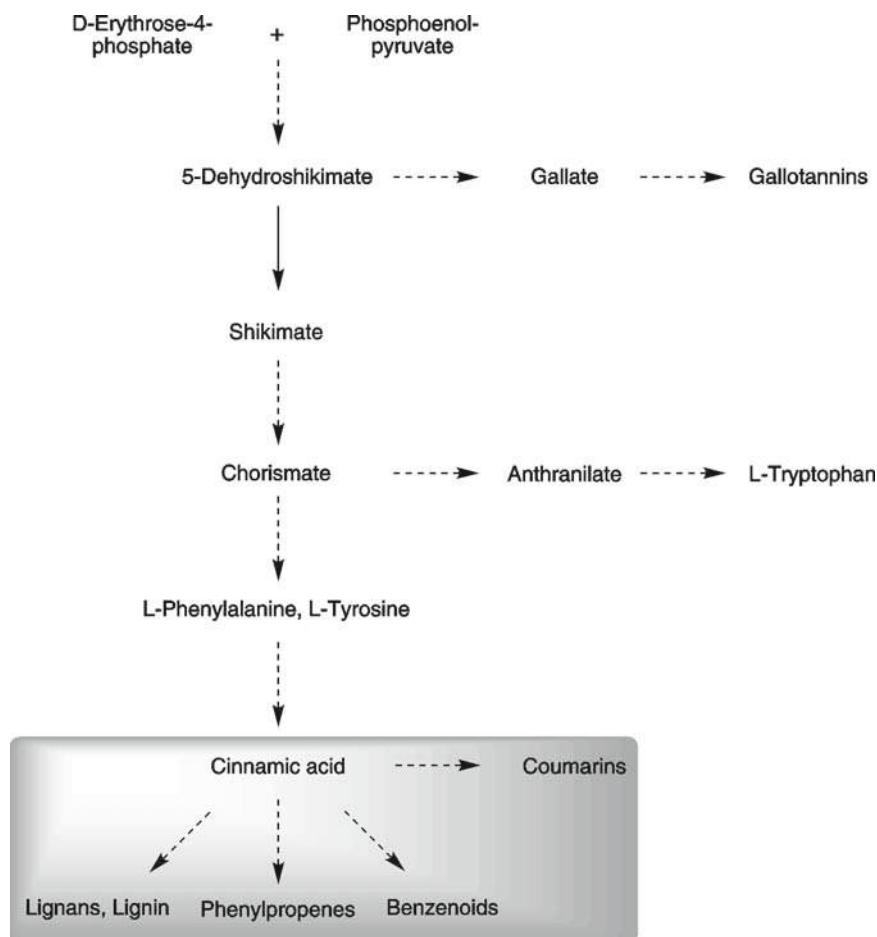 D-Erythrose-4-
phosphate
+
Phosphoenol-
pyruvate
5-Dehydroshikimate
Gallate
Gallotannins
Shikimate
Chorismate
Anthranilate
L-Tryptophan
L-Phenylalanine, L-Tyrosine
Cinnamic acid
Coumarins
Lignans, Lignin
Phenylpropenes
Benzenoids